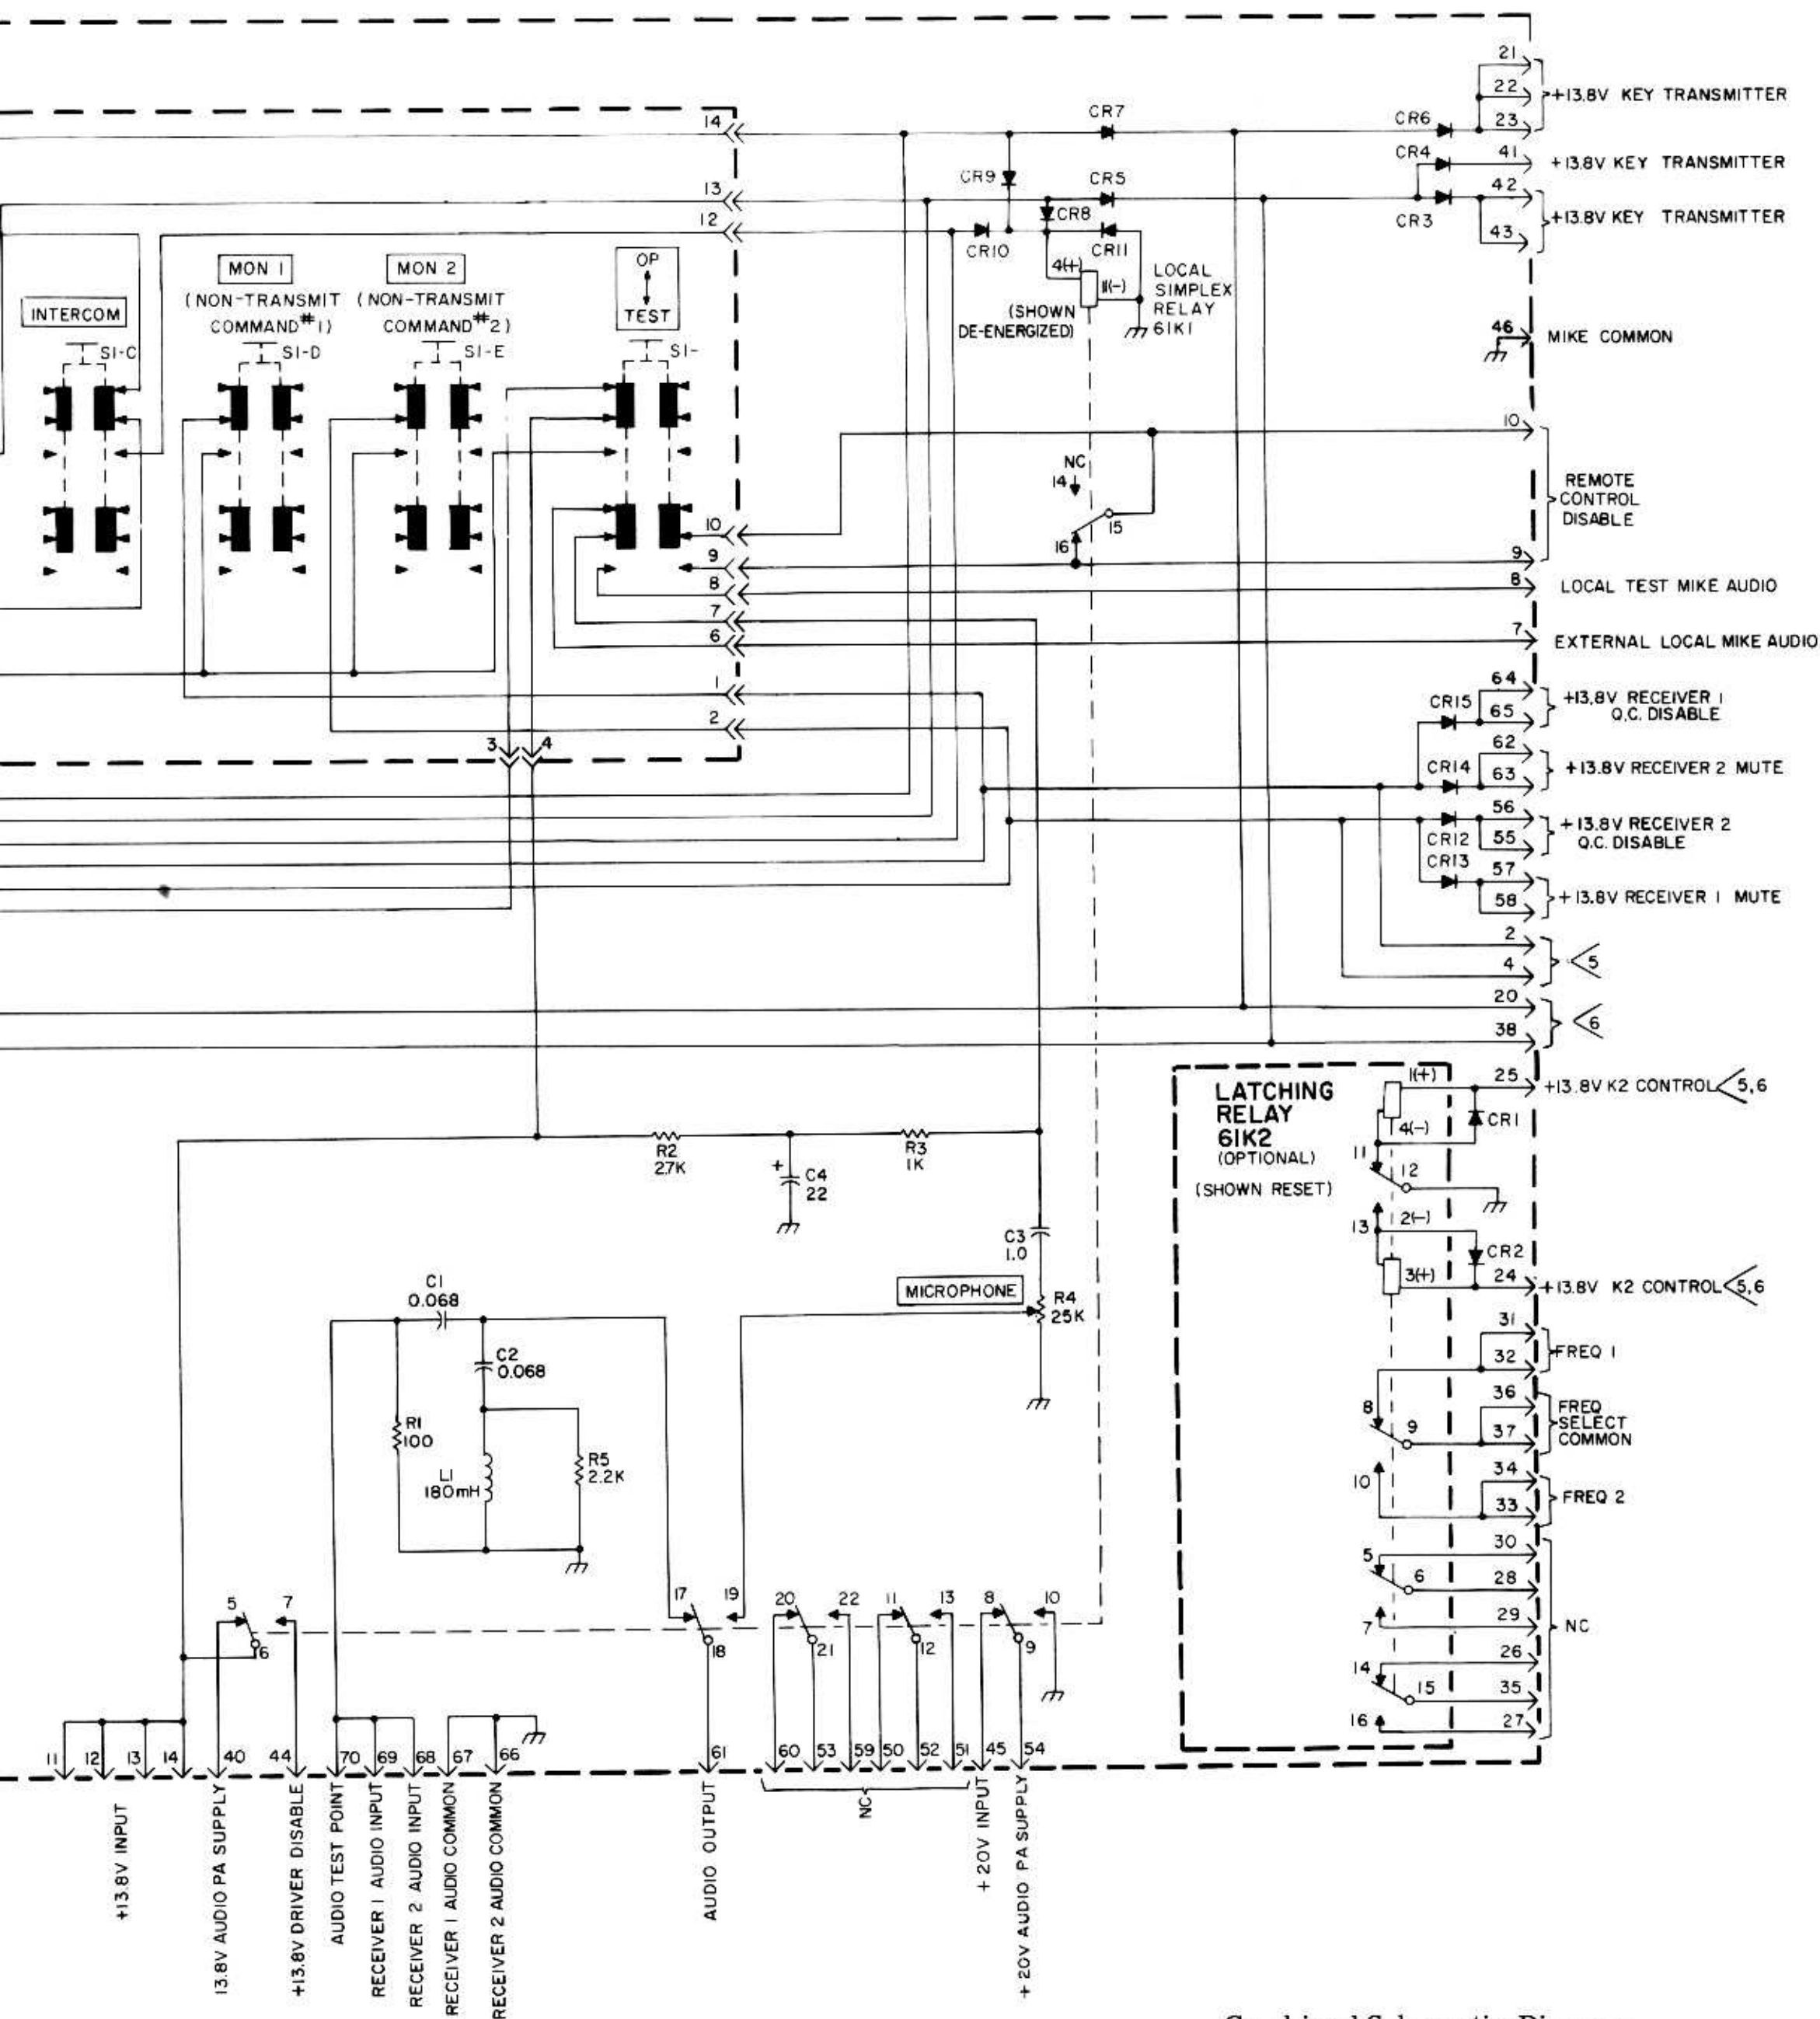 21
22
23
+13.8V KEY TRANSMITTER
14
CR7
CR6
CR4
41
+13.8V KEY TRANSMITTER
CR9
CR5
13
42
CR3
+13.8V KEY TRANSMITTER
43
12
CR8
CR10
CR11
4(+)
1(-)
LOCAL
SIMPLEX
RELAY
61K1
(SHOWN
DE-ENERGIZED)
INTERCOM
MON 1
(NON-TRANSMIT
COMMAND #1)
MON 2
(NON-TRANSMIT
COMMAND #2)
OP
TEST
S1-C
S1-D
S1-E
S1-
46
MIKE COMMON
10
NC
14
15
16
REMOTE
CONTROL
DISABLE
10
9
9
8
8
LOCAL TEST MIKE AUDIO
7
6
7
EXTERNAL LOCAL MIKE AUDIO
1
2
3
4
64
CR15
65
+13.8V RECEIVER 1
Q.C. DISABLE
62
CR14
63
+13.8V RECEIVER 2 MUTE
56
CR12
55
+13.8V RECEIVER 2
Q.C. DISABLE
CR13
57
58
+13.8V RECEIVER 1 MUTE
2
4
5
20
38
6
LATCHING
RELAY
61K2
(OPTIONAL)
(SHOWN RESET)
1(+)
25
+13.8V K2 CONTROL 5,6
CR1
4(-)
11
12
13
2(-)
CR2
3(+)
24
+13.8V K2 CONTROL 5,6
R2
2.7K
C4
22
+
R3
1K
C3
1.0
MICROPHONE
R4
25K
C1
0.068
C2
0.068
R1
100
L1
180mH
R5
2.2K
31
32
FREQ 1
36
8
9
37
FREQ
SELECT
COMMON
34
10
33
FREQ 2
30
5
6
28
7
29
NC
26
14
15
35
16
27
5
7
6
17
19
18
20
22
21
11
13
12
8
10
9
11
12
13
14
40
44
70
69
68
67
66
61
60
53
59
50
52
51
45
54
+13.8V INPUT
13.8V AUDIO PA SUPPLY
+13.8V DRIVER DISABLE
AUDIO TEST POINT
RECEIVER 1 AUDIO INPUT
RECEIVER 2 AUDIO INPUT
RECEIVER 1 AUDIO COMMON
RECEIVER 2 AUDIO COMMON
AUDIO OUTPUT
NC
+20V INPUT
+20V AUDIO PA SUPPLY